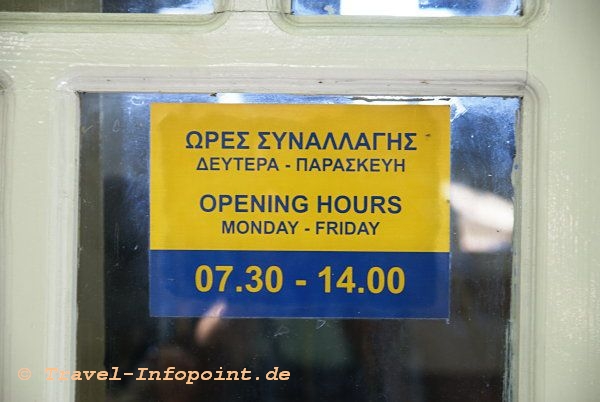 ΩΡΕΣ ΣΥΝΑΛΛΑΓΗΣ
ΔΕΥΤΕΡΑ - ΠΑΡΑΣΚΕΥΗ
OPENING HOURS
MONDAY - FRIDAY
07.30 - 14.00
© Travel-Infopoint.de